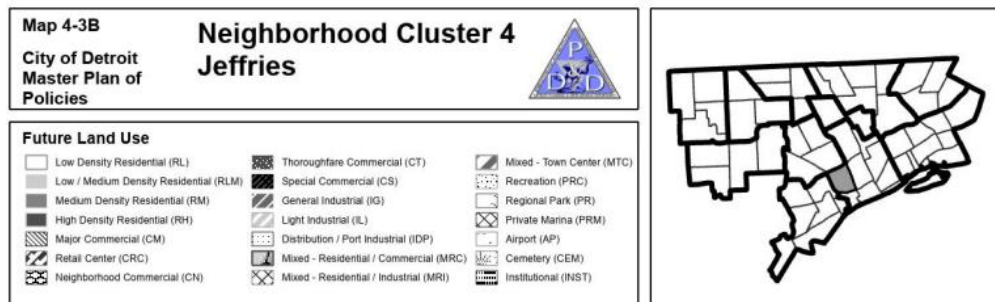 Map 4-3B
City of Detroit
Master Plan of
Policies
Neighborhood Cluster 4
Jeffries
P
D D
Future Land Use
Low Density Residential (RL)
Low / Medium Density Residential (RLM)
Medium Density Residential (RM)
High Density Residential (RH)
Major Commercial (CM)
Retail Center (CRC)
Neighborhood Commercial (CN)
Thoroughfare Commercial (CT)
Special Commercial (CS)
General Industrial (IG)
Light Industrial (IL)
Distribution / Port Industrial (IDP)
Mixed - Residential / Commercial (MRC)
Mixed - Residential / Industrial (MRI)
Mixed - Town Center (MTC)
Recreation (PRC)
Regional Park (PR)
Private Marina (PRM)
Airport (AP)
Cemetery (CEM)
Institutional (INST)